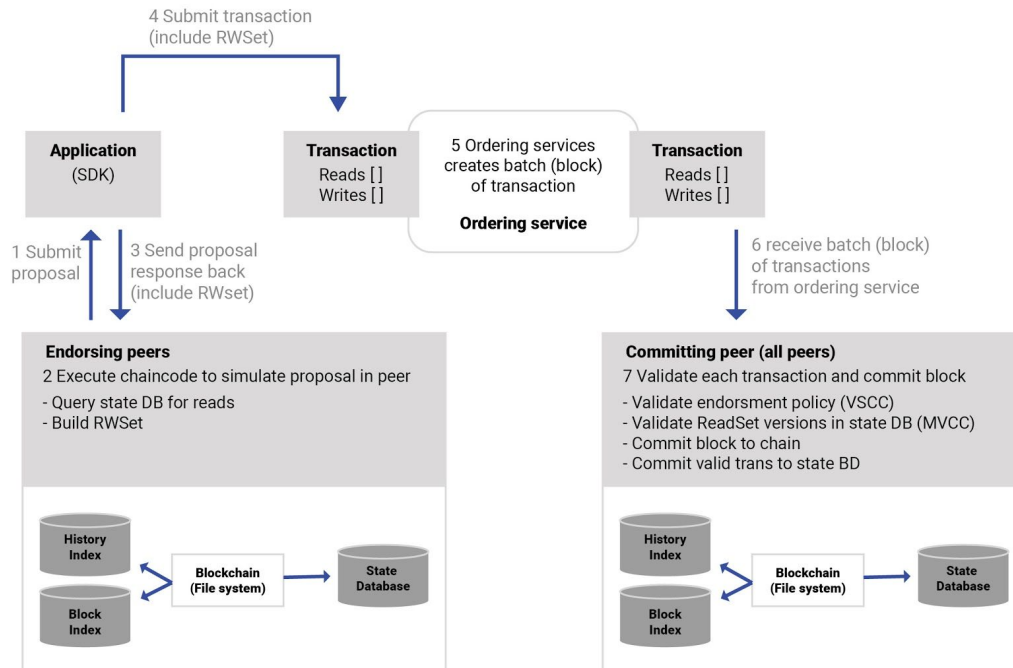 4 Submit transaction
(include RWSet)
Application
(SDK)
Transaction
Reads [ ]
Writes [ ]
5 Ordering services
creates batch (block)
of transaction
Ordering service
Transaction
Reads [ ]
Writes [ ]
1 Submit
proposal
3 Send proposal
response back
(include RWset)
6 receive batch (block)
of transactions
from ordering service
Endorsing peers
2 Execute chaincode to simulate proposal in peer
- Query state DB for reads
- Build RWSet
Committing peer (all peers)
7 Validate each transaction and commit block
- Validate endorsment policy (VSCC)
- Validate ReadSet versions in state DB (MVCC)
- Commit block to chain
- Commit valid trans to state BD
History
Index
Block
Index
Blockchain
(File system)
State
Database
History
Index
Block
Index
Blockchain
(File system)
State
Database